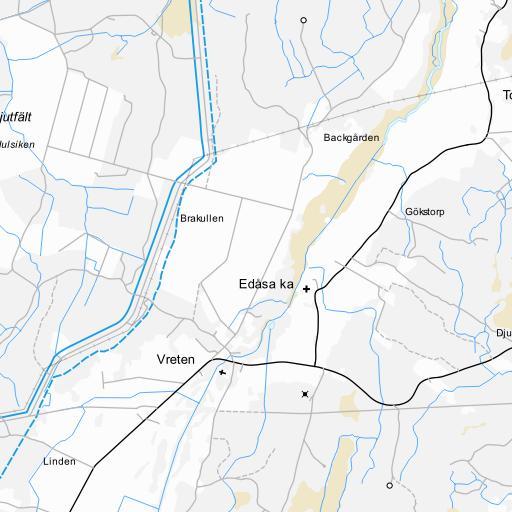 To
jutfält
Backgården
ulsiken
Gökstorp
Brakullen
Edåsa ka
Dju
Vreten
Linden